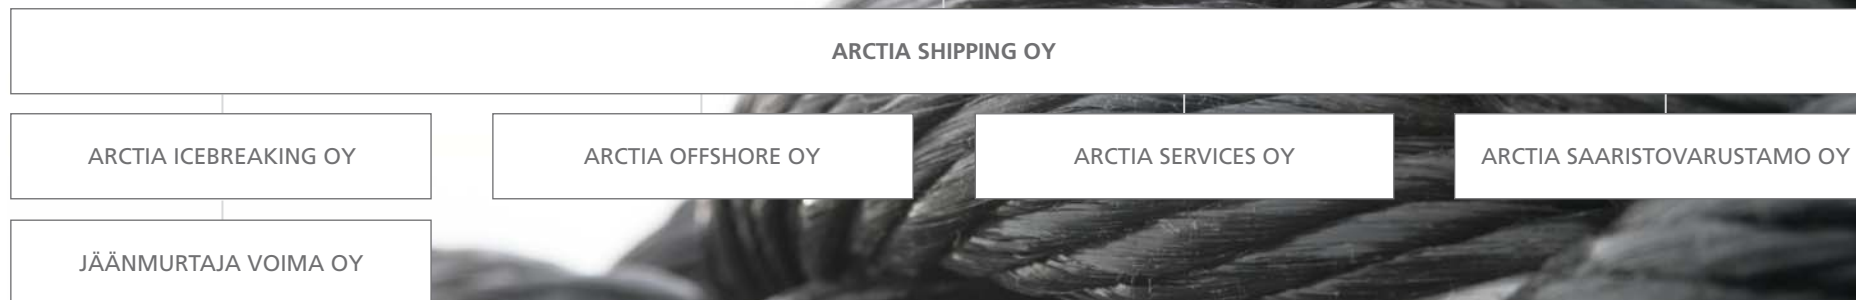 ARCTIA SHIPPING OY
ARCTIA ICEBREAKING OY
ARCTIA OFFSHORE OY
ARCTIA SERVICES OY
ARCTIA SAARISTOVARUSTAMO OY
JÄÄNMURTAJA VOIMA OY